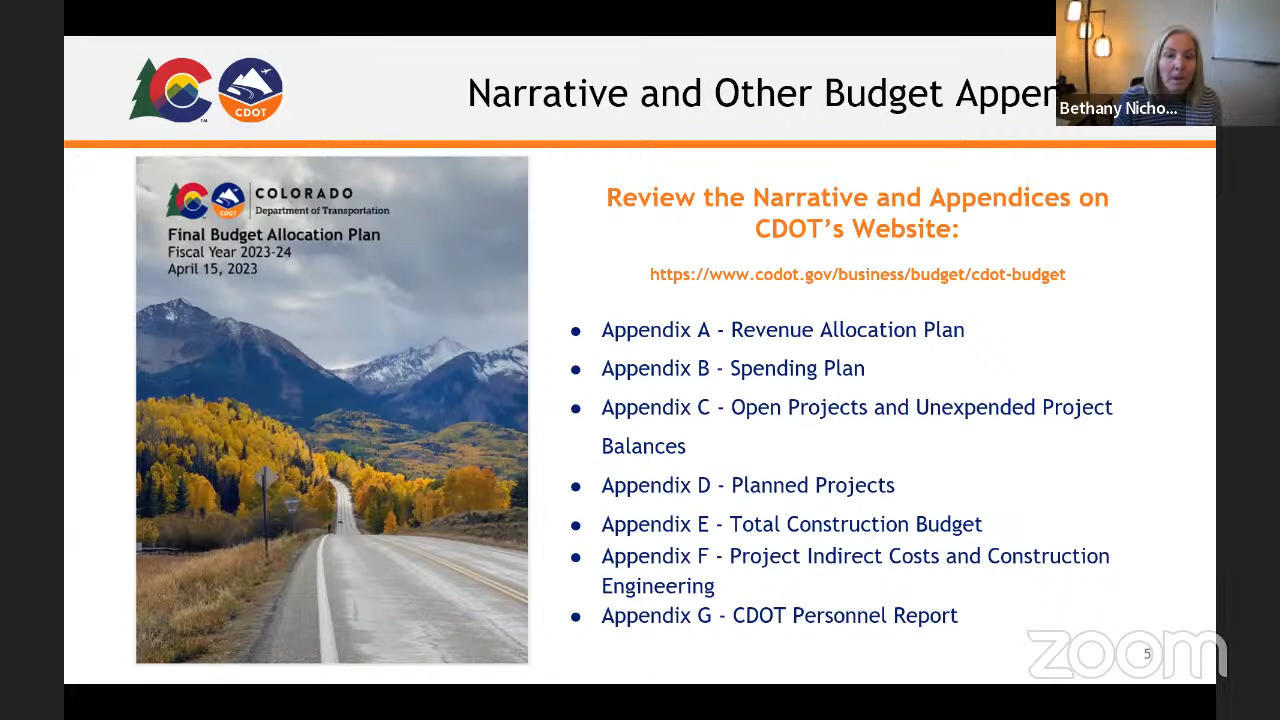 Narrative and Other Budget Appen
Bethany Nicho...
CDOT
COLORADO
Department of Transportation
CDOT
Final Budget Allocation Plan
Fiscal Year 2023-24
April 15, 2023
Review the Narrative and Appendices on
CDOT's Website:
https://www.codot.gov/business/budget/cdot-budget
● Appendix A - Revenue Allocation Plan
● Appendix B - Spending Plan
● Appendix C - Open Projects and Unexpended Project
Balances
● Appendix D - Planned Projects
● Appendix E - Total Construction Budget
● Appendix F - Project Indirect Costs and Construction
Engineering
● Appendix G - CDOT Personnel Report
zoom
5